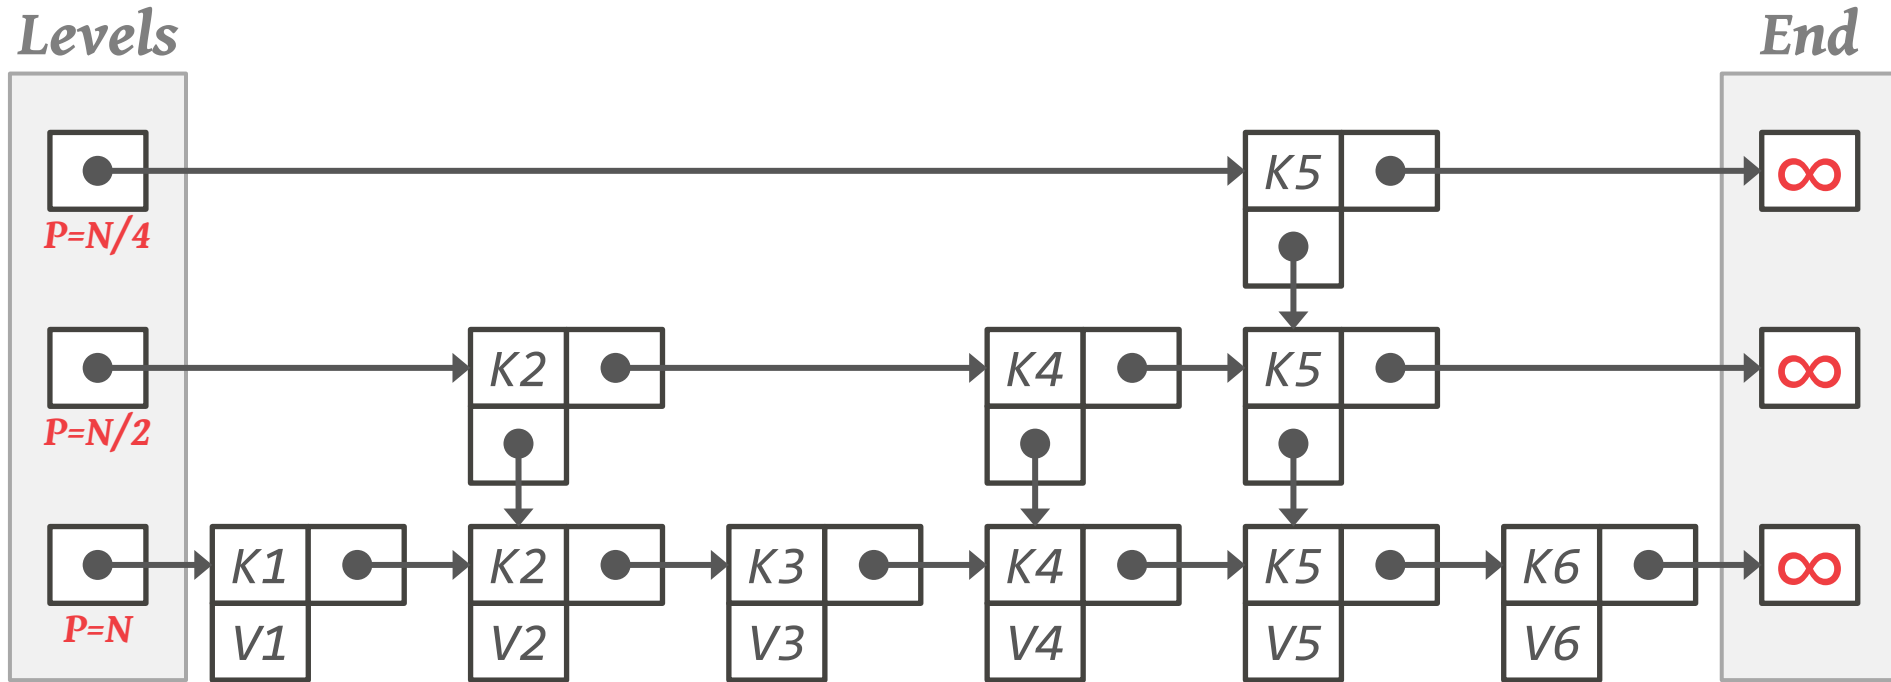 Levels End
K5 ∞
P=N/4
K2 K4 K5 ∞
P=N/2
K1 K2 K3 K4 K5 K6 ∞
P=N
V1 V2 V3 V4 V5 V6